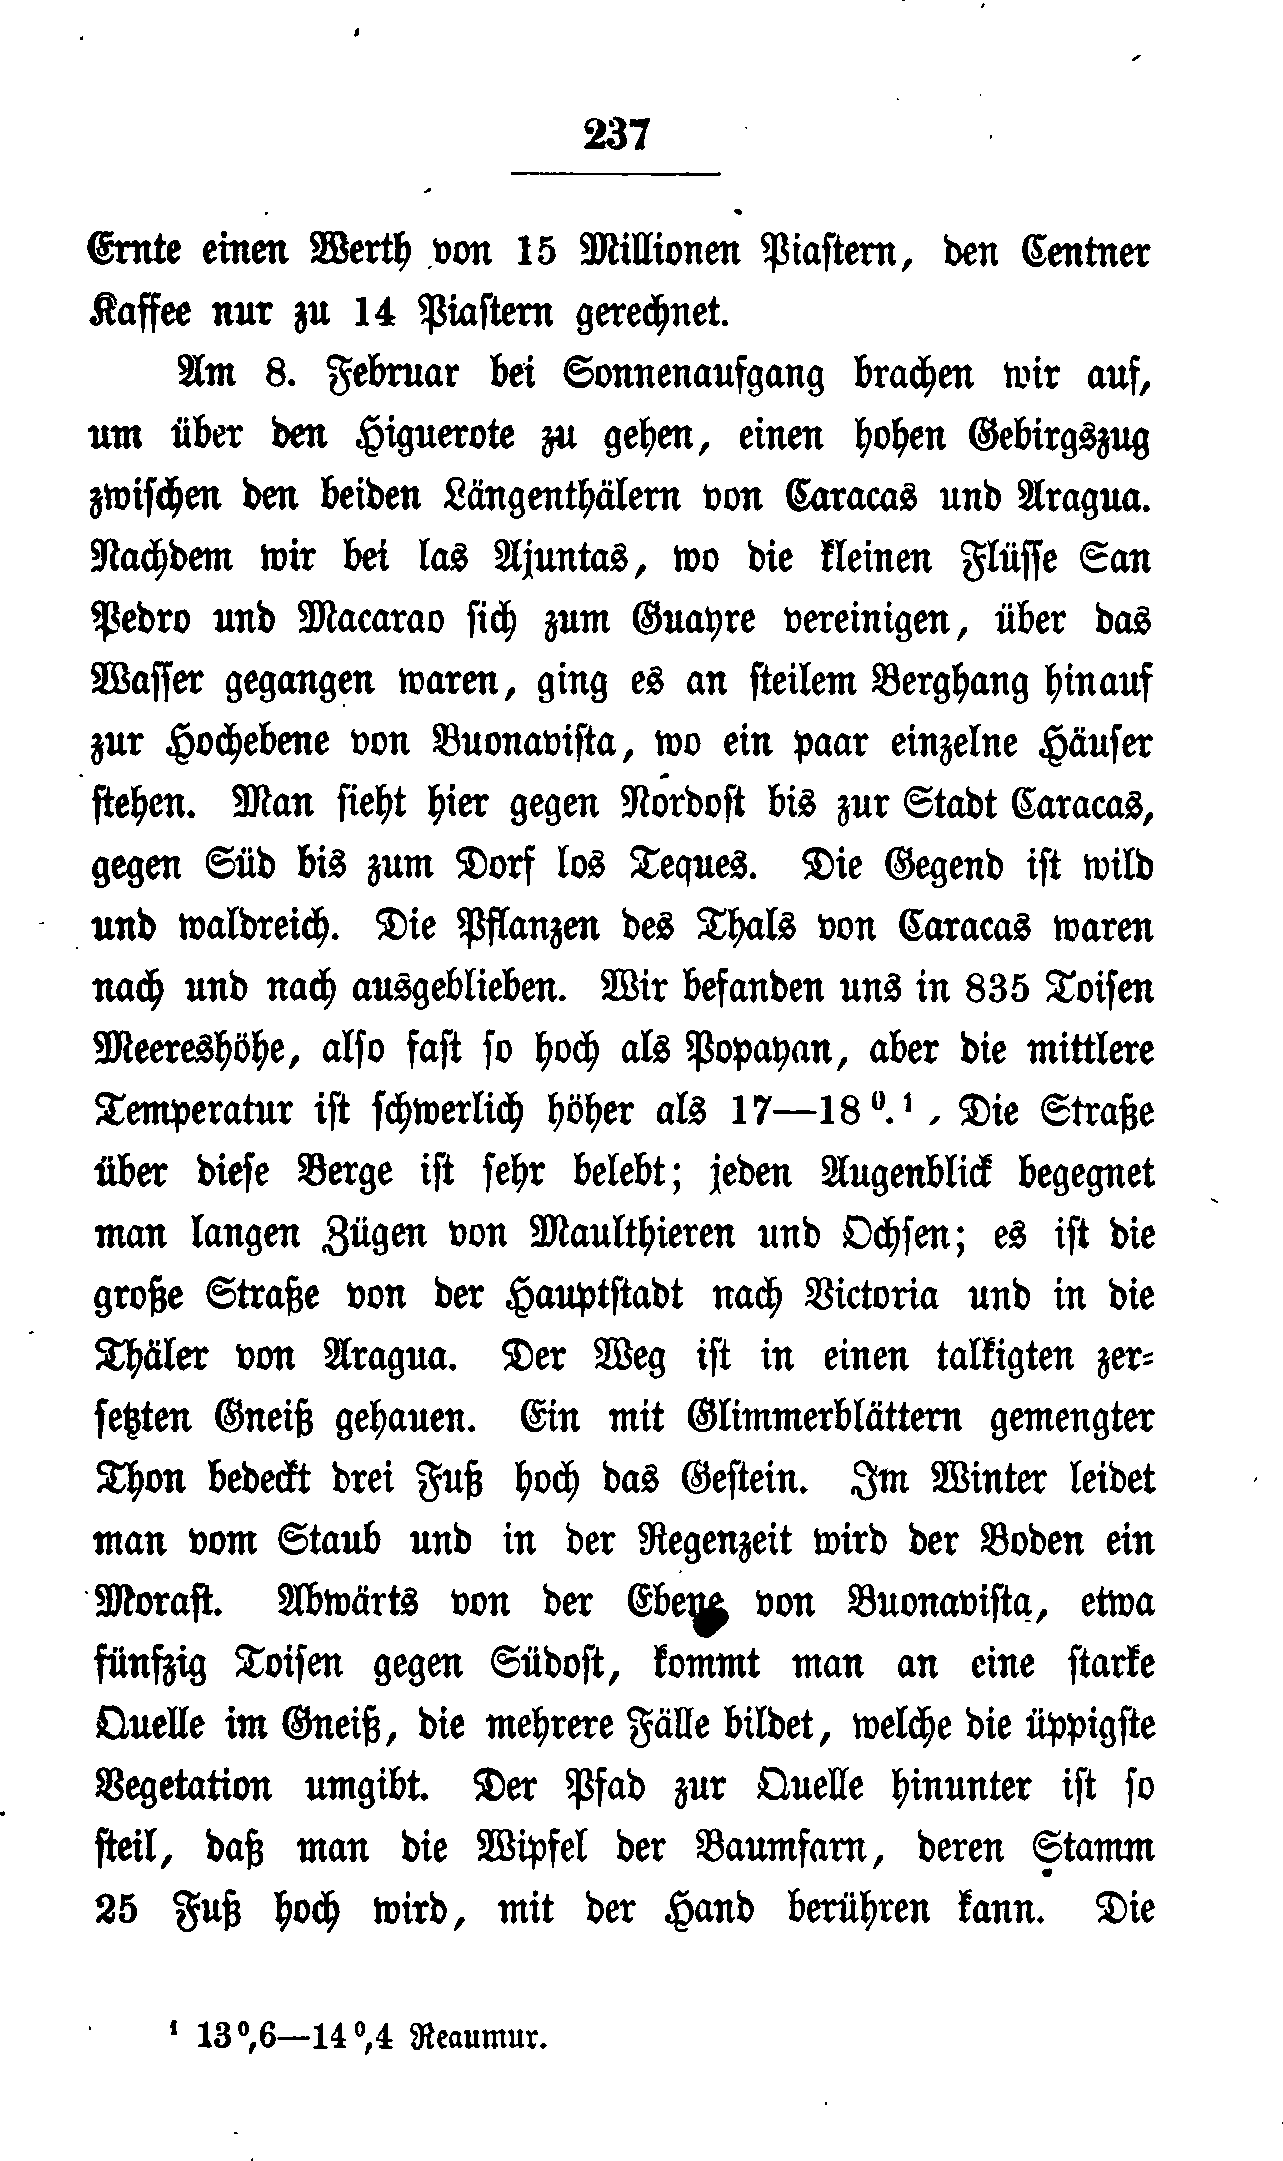 237
Ernte einen Werth von 15 Millionen Piastern, den Centner
Kaffee nur zu 14 Piastern gerechnet.
Am 8. Februar bei Sonnenaufgang brachen wir auf,
um über den Higuerote zu gehen, einen hohen Gebirgszug
zwischen den beiden Längenthälern von Caracas und Aragua.
Nachdem wir bei las Ajuntas, wo die kleinen Flüsse San
Pedro und Macarao sich zum Guayre vereinigen, über das
Wasser gegangen waren, ging es an steilem Berghang hinauf
zur Hochebene von Buonavista, wo ein paar einzelne Häuser
stehen. Man sieht hier gegen Nordost bis zur Stadt Caracas,
gegen Süd bis zum Dorf los Teques. Die Gegend ist wild
und waldreich. Die Pflanzen des Thals von Caracas waren
nach und nach ausgeblieben. Wir befanden uns in 835 Toisen
Meereshöhe, also fast so hoch als Popayan, aber die mittlere
Temperatur ist schwerlich höher als 17—18⁰.¹ Die Straße
über diese Berge ist sehr belebt; jeden Augenblick begegnet
man langen Zügen von Maulthieren und Ochsen; es ist die
große Straße von der Hauptstadt nach Victoria und in die
Thäler von Aragua. Der Weg ist in einen talkigten zer-
setzten Gneiß gehauen. Ein mit Glimmerblättern gemengter
Thon bedeckt drei Fuß hoch das Gestein. Im Winter leidet
man vom Staub und in der Regenzeit wird der Boden ein
Morast. Abwärts von der Ebene von Buonavista, etwa
fünfzig Toisen gegen Südost, kommt man an eine starke
Quelle im Gneiß, die mehrere Fälle bildet, welche die üppigste
Vegetation umgibt. Der Pfad zur Quelle hinunter ist so
steil, daß man die Wipfel der Baumfarn, deren Stamm
25 Fuß hoch wird, mit der Hand berühren kann. Die
¹ 13⁰,6—14⁰,4 Reaumur.